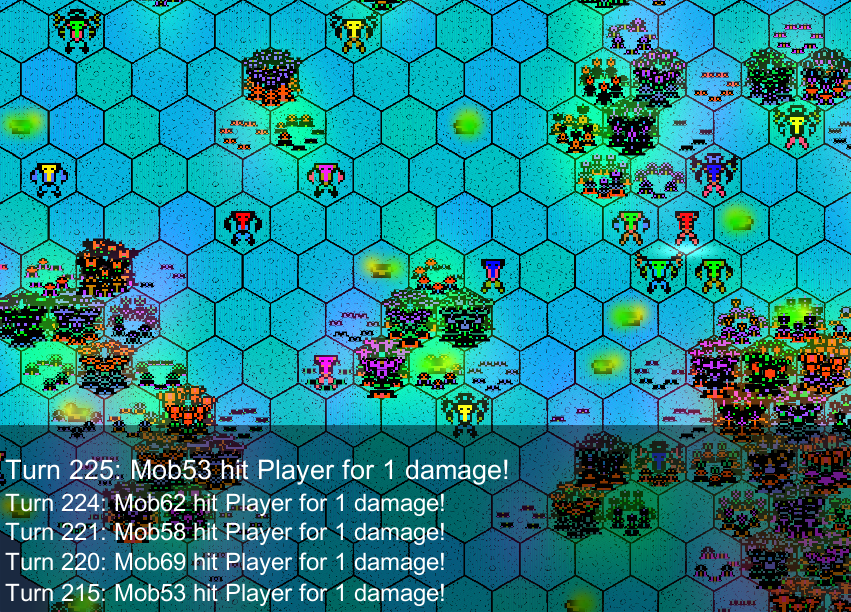 Turn 225: Mob53 hit Player for 1 damage!
Turn 224: Mob62 hit Player for 1 damage!
Turn 221: Mob58 hit Player for 1 damage!
Turn 220: Mob69 hit Player for 1 damage!
Turn 215: Mob53 hit Player for 1 damage!